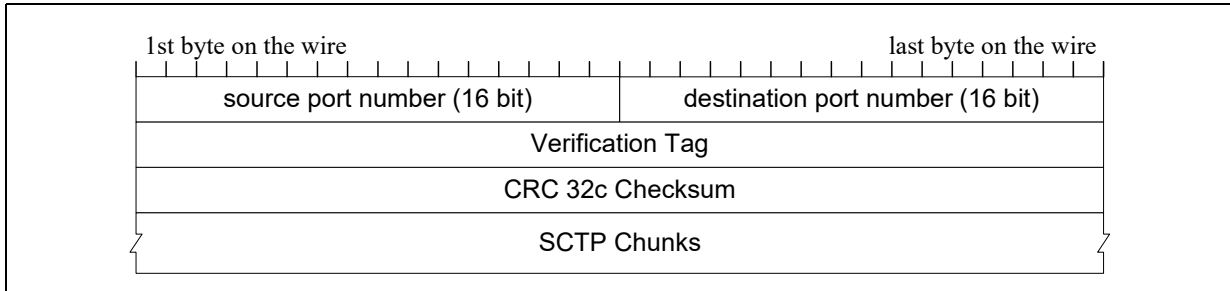 1st byte on the wire last byte on the wire
source port number (16 bit) destination port number (16 bit)
Verification Tag
CRC 32c Checksum
SCTP Chunks